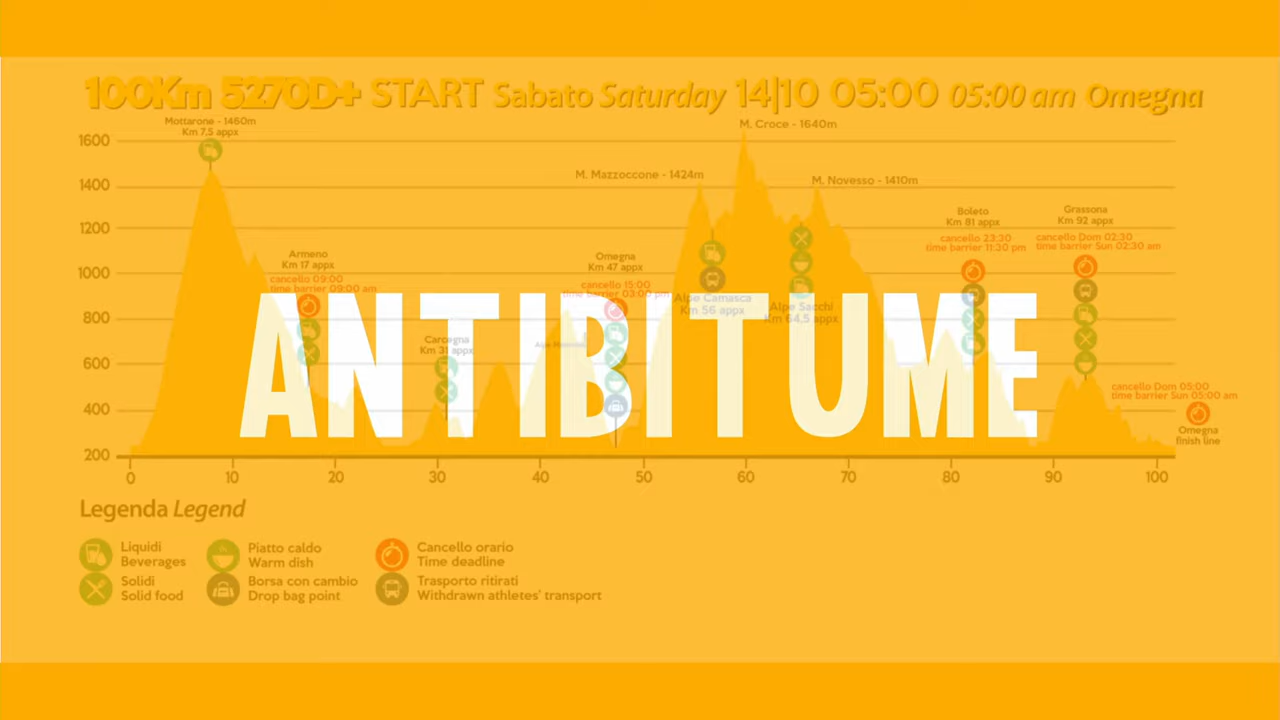 100Km 5270D+ START Sabato Saturday 14|10 05:00 05:00 am Omegna
Mottarone - 1460m
Km 7,5 appx
M. Croce - 1640m
M. Mazzoccone - 1424m
M. Novesso - 1410m
Boleto
Km 81 appx
cancello 23:30
time barrier 11:30 pm
Grassona
Km 92 appx
cancello Dom 02:30
time barrier Sun 02:30 am
Armeno
Km 17 appx
cancello 09:00
time barrier 09:00 am
Omegna
Km 47 appx
cancello 15:00
time barrier 03:00 pm
Alpe Camasca
Km 56 appx
Alpe Sacchi
Km 64,5 appx
Carcegna
Km 31 appx
cancello Dom 05:00
time barrier Sun 05:00 am
Omegna
finish line
1600
1400
1200
1000
800
600
400
200
0 10 20 30 40 50 60 70 80 90 100
ANTIBITUME
Legenda Legend
Liquidi
Beverages
Solidi
Solid food
Piatto caldo
Warm dish
Borsa con cambio
Drop bag point
Cancello orario
Time deadline
Trasporto ritirati
Withdrawn athletes' transport